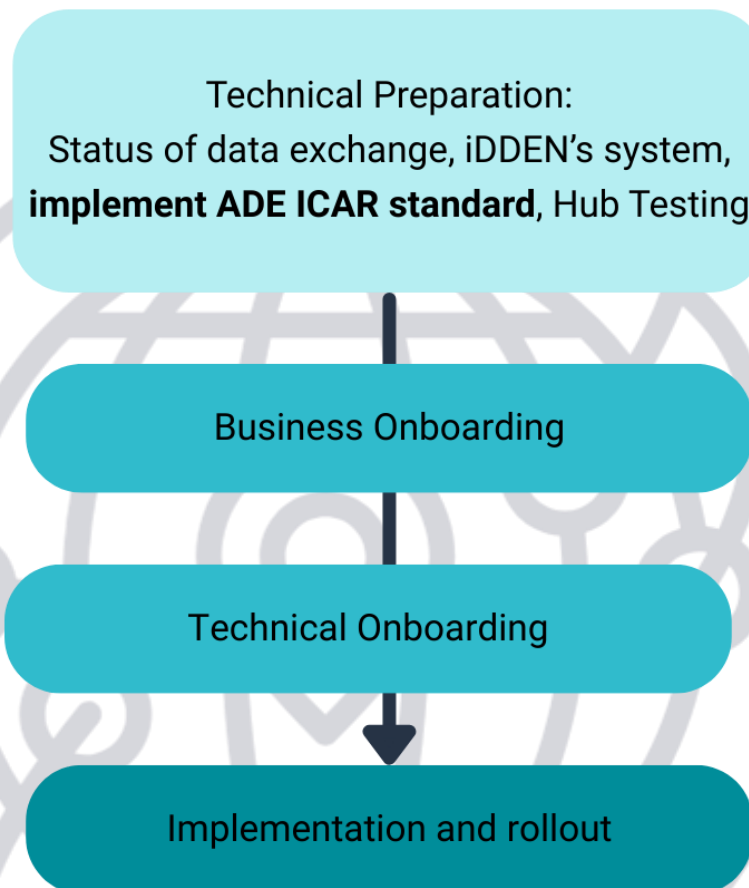 Technical Preparation:
Status of data exchange, iDDEN’s system,
implement ADE ICAR standard, Hub Testing
Business Onboarding
Technical Onboarding
Implementation and rollout